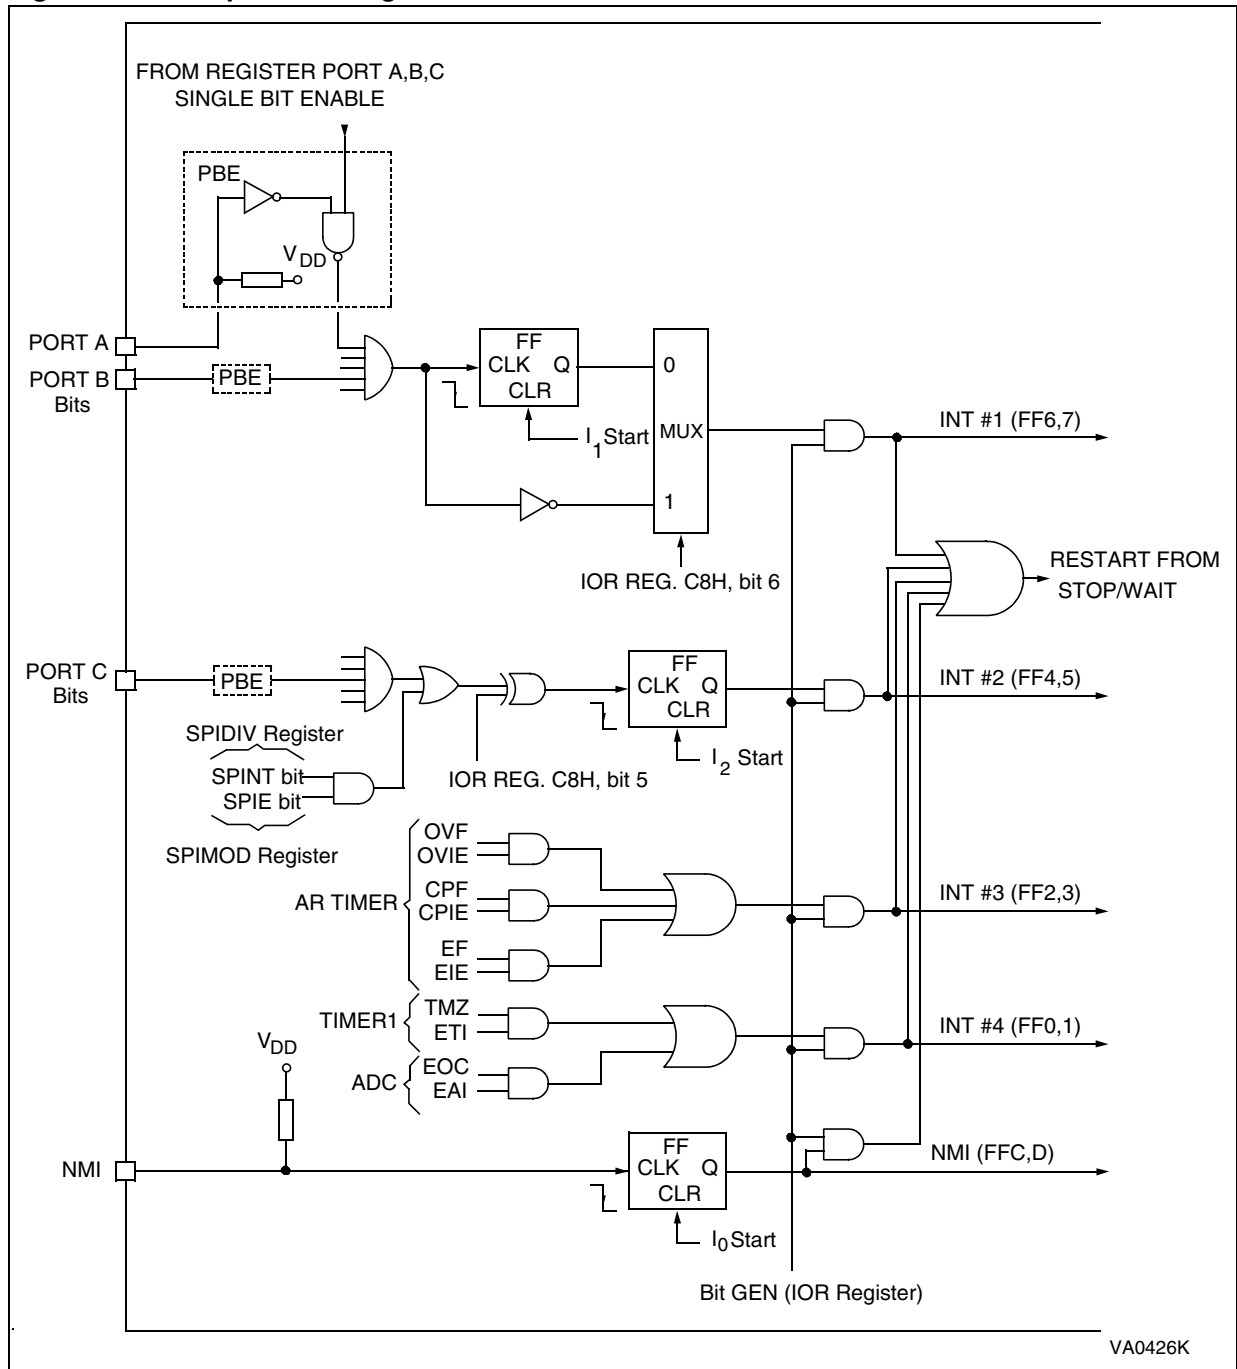 FROM REGISTER PORT A,B,C
SINGLE BIT ENABLE
PBE
VDD
PORT A
PORT B
Bits
PBE
FF
CLK Q
CLR
I1 Start
0
MUX
1
IOR REG. C8H, bit 6
INT #1 (FF6,7)
RESTART FROM
STOP/WAIT
PORT C
Bits
PBE
FF
CLK Q
CLR
I2 Start
INT #2 (FF4,5)
SPIDIV Register
SPINT bit
SPIE bit
SPIMOD Register
IOR REG. C8H, bit 5
AR TIMER
OVF
OVIE
CPF
CPIE
EF
EIE
INT #3 (FF2,3)
TIMER1
TMZ
ETI
ADC
EOC
EAI
INT #4 (FF0,1)
VDD
NMI
FF
CLK Q
CLR
I0 Start
NMI (FFC,D)
Bit GEN (IOR Register)
VA0426K